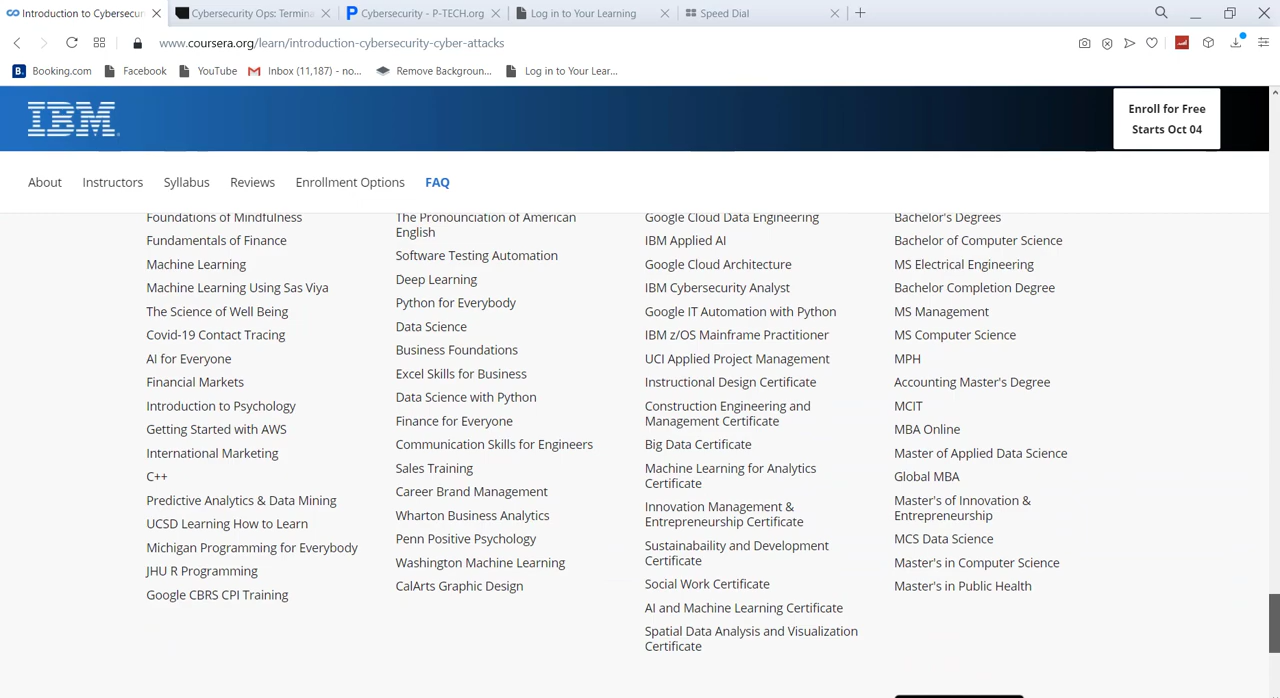 Introduction to Cybersecur
Cybersecurity Ops: Termina
Cybersecurity - P-TECH.org
Log in to Your Learning
Speed Dial
www.coursera.org/learn/introduction-cybersecurity-cyber-attacks
B.
Booking.com
Facebook
YouTube
Inbox (11,187) - no...
Remove Backgroun...
Log in to Your Lear...
IBM
Enroll for Free
Starts Oct 04
About
Instructors
Syllabus
Reviews
Enrollment Options
FAQ
Foundations of Mindfulness
Fundamentals of Finance
Machine Learning
Machine Learning Using Sas Viya
The Science of Well Being
Covid-19 Contact Tracing
AI for Everyone
Financial Markets
Introduction to Psychology
Getting Started with AWS
International Marketing
C++
Predictive Analytics & Data Mining
UCSD Learning How to Learn
Michigan Programming for Everybody
JHU R Programming
Google CBRS CPI Training
The Pronounciation of American
English
Software Testing Automation
Deep Learning
Python for Everybody
Data Science
Business Foundations
Excel Skills for Business
Data Science with Python
Finance for Everyone
Communication Skills for Engineers
Sales Training
Career Brand Management
Wharton Business Analytics
Penn Positive Psychology
Washington Machine Learning
CalArts Graphic Design
Google Cloud Data Engineering
IBM Applied AI
Google Cloud Architecture
IBM Cybersecurity Analyst
Google IT Automation with Python
IBM z/OS Mainframe Practitioner
UCI Applied Project Management
Instructional Design Certificate
Construction Engineering and
Management Certificate
Big Data Certificate
Machine Learning for Analytics
Certificate
Innovation Management &
Entrepreneurship Certificate
Sustainabaility and Development
Certificate
Social Work Certificate
AI and Machine Learning Certificate
Spatial Data Analysis and Visualization
Certificate
Bachelor's Degrees
Bachelor of Computer Science
MS Electrical Engineering
Bachelor Completion Degree
MS Management
MS Computer Science
MPH
Accounting Master's Degree
MCIT
MBA Online
Master of Applied Data Science
Global MBA
Master's of Innovation &
Entrepreneurship
MCS Data Science
Master's in Computer Science
Master's in Public Health